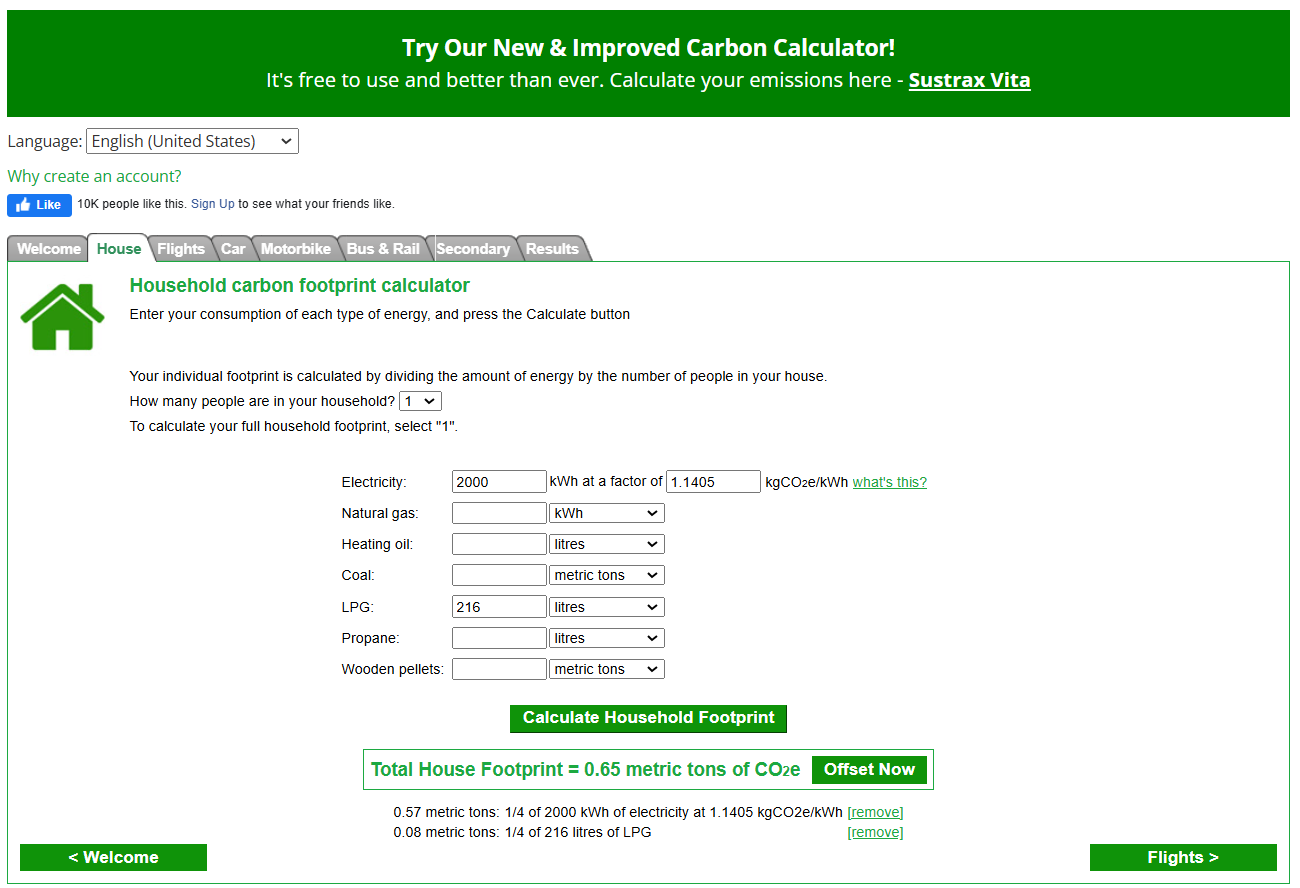 Try Our New & Improved Carbon Calculator!
It's free to use and better than ever. Calculate your emissions here - Sustrax Vita
Language: English (United States)
Why create an account?
Like 10K people like this. Sign Up to see what your friends like.
Welcome House Flights Car Motorbike Bus & Rail Secondary Results
Household carbon footprint calculator
Enter your consumption of each type of energy, and press the Calculate button
Your individual footprint is calculated by dividing the amount of energy by the number of people in your house.
How many people are in your household? 1
To calculate your full household footprint, select "1".
Electricity: 2000 kWh at a factor of 1.1405 kgCO2e/kWh what's this?
Natural gas: kWh
Heating oil: litres
Coal: metric tons
LPG: 216 litres
Propane: litres
Wooden pellets: metric tons
Calculate Household Footprint
Total House Footprint = 0.65 metric tons of CO2e Offset Now
0.57 metric tons: 1/4 of 2000 kWh of electricity at 1.1405 kgCO2e/kWh [remove]
0.08 metric tons: 1/4 of 216 litres of LPG [remove]
< Welcome Flights >